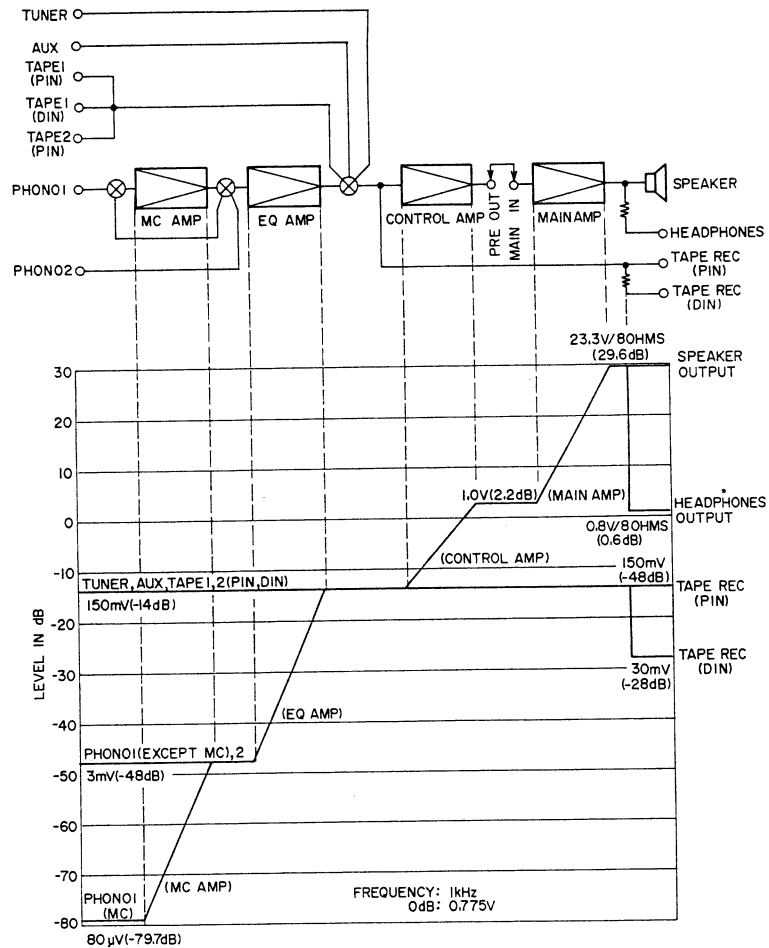 TUNER
AUX
TAPE1
(PIN)
TAPE1
(DIN)
TAPE2
(PIN)
PHONO1
MC AMP
EQ AMP
CONTROL AMP
PRE OUT
MAIN IN
MAIN AMP
SPEAKER
HEADPHONES
TAPE REC
(PIN)
TAPE REC
(DIN)
PHONO2
23.3V/8OHMS
(29.6dB)
SPEAKER
OUTPUT
30
20
10
0
-10
-20
-30
-40
-50
-60
-70
-80
LEVEL IN dB
1.0V(2.2dB)
(MAIN AMP)
HEADPHONES
OUTPUT
0.8V/8OHMS
(0.6dB)
(CONTROL AMP)
150mV
(-48dB)
TUNER, AUX, TAPE1,2(PIN, DIN)
150mV(-14dB)
TAPE REC
(PIN)
TAPE REC
(DIN)
30mV
(-28dB)
(EQ AMP)
PHONO1(EXCEPT MC),2
3mV(-48dB)
(MC AMP)
PHONO1
(MC)
80μV(-79.7dB)
FREQUENCY: 1kHz
0dB: 0.775V